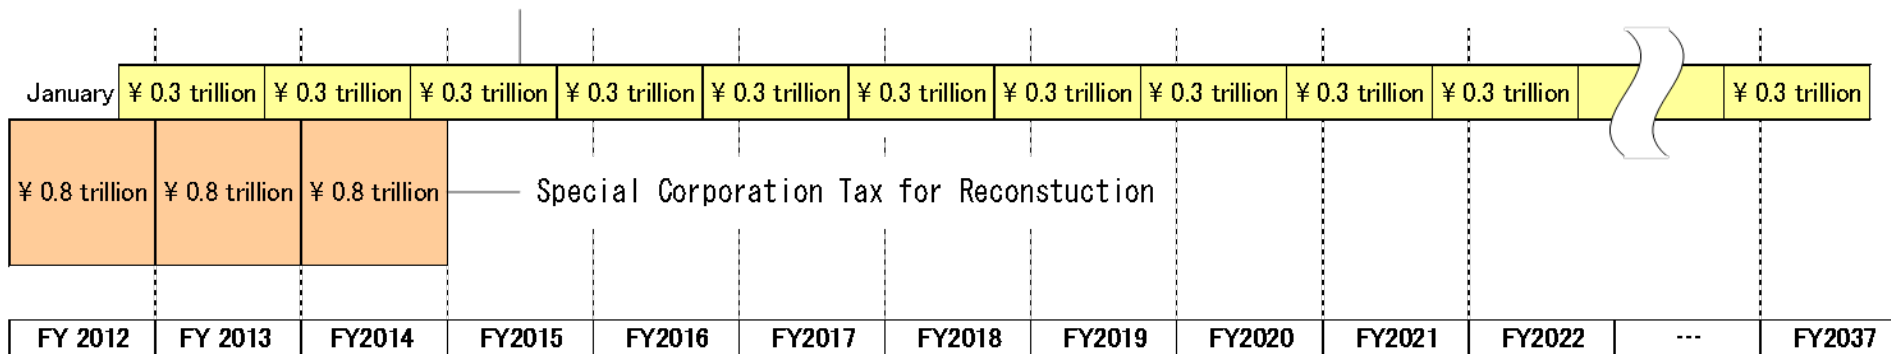 January ¥ 0.3 trillion ¥ 0.3 trillion ¥ 0.3 trillion ¥ 0.3 trillion ¥ 0.3 trillion ¥ 0.3 trillion ¥ 0.3 trillion ¥ 0.3 trillion ¥ 0.3 trillion ¥ 0.3 trillion ¥ 0.3 trillion
¥ 0.8 trillion ¥ 0.8 trillion ¥ 0.8 trillion Special Corporation Tax for Reconstuction
FY 2012 FY 2013 FY2014 FY2015 FY2016 FY2017 FY2018 FY2019 FY2020 FY2021 FY2022 --- FY2037